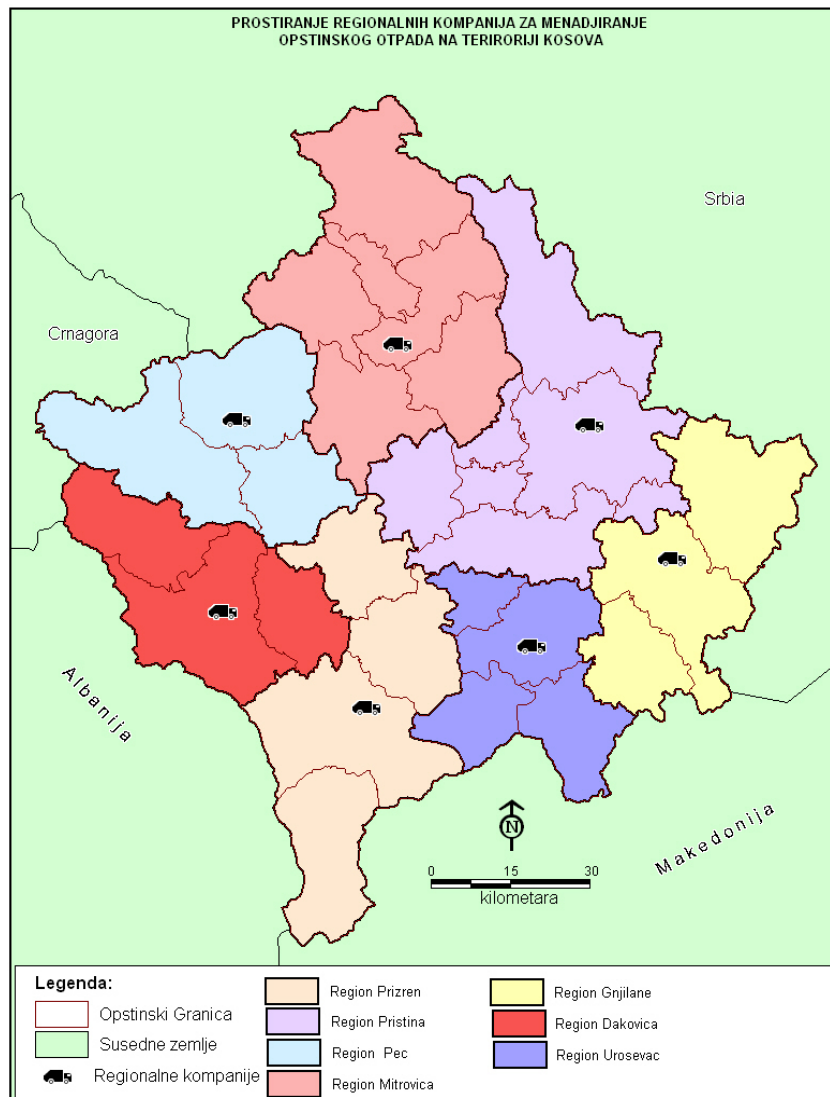 PROSTIRANJE REGIONALNIH KOMPANIJA ZA MENADJIRANJE
OPSTINSKOG OTPADA NA TERIRORIJI KOSOVA
Srbia
Crnagora
Albanija
Makedonija
N
0 15 30
kilometara
Legenda:
Opstinski Granica
Susedne zemlje
Regionalne kompanije
Region Prizren
Region Pristina
Region Pec
Region Mitrovica
Region Gnjilane
Region Dakovica
Region Urosevac